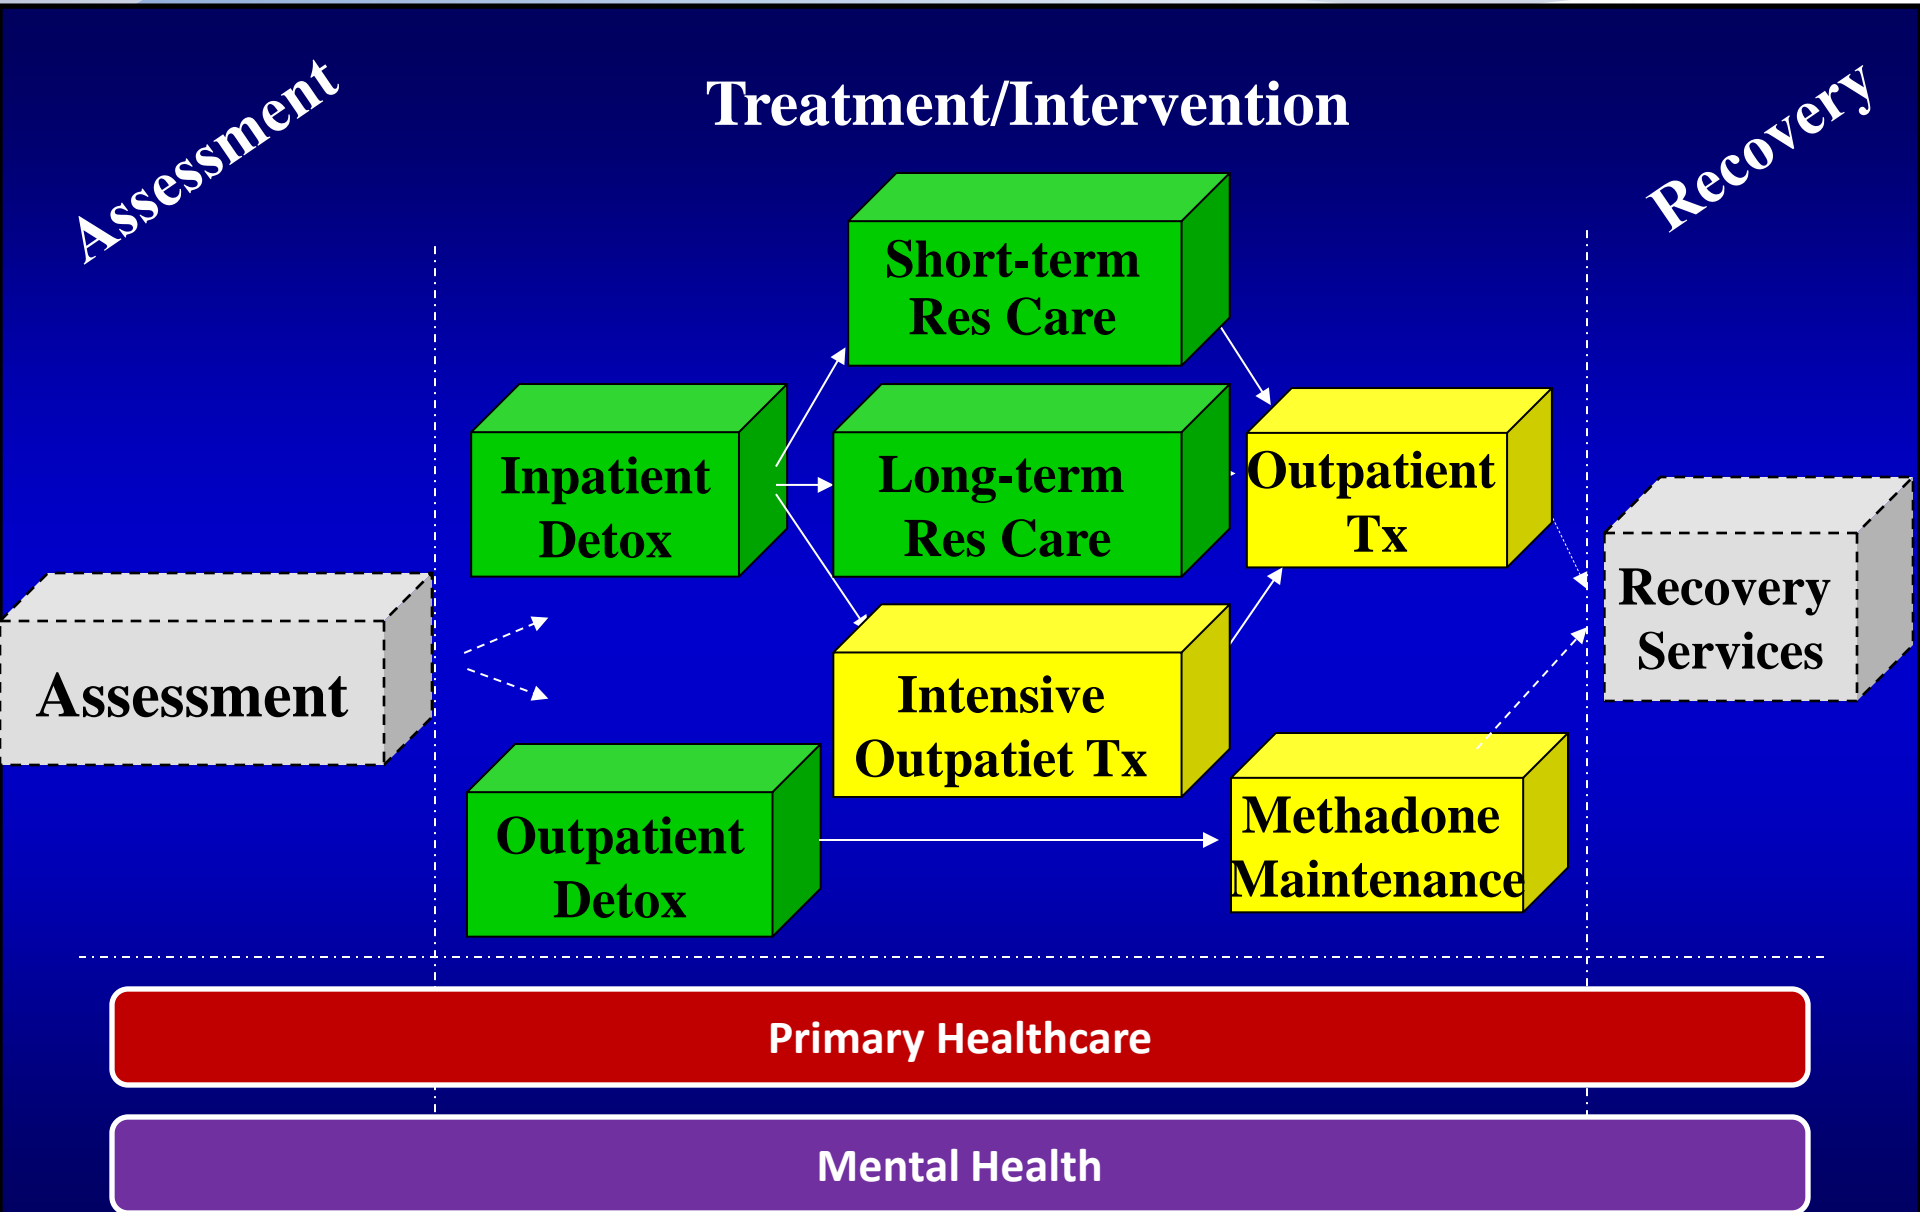 Assessment
Treatment/Intervention
Recovery
Short-term
Res Care
Inpatient
Detox
Long-term
Res Care
Outpatient
Tx
Recovery
Services
Assessment
Intensive
Outpatiet Tx
Outpatient
Detox
Methadone
Maintenance
Primary Healthcare
Mental Health